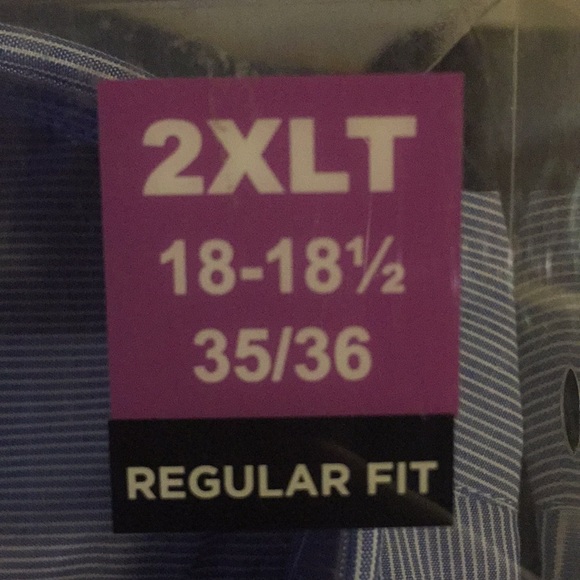 2XLT
18-18½
35/36
REGULAR FIT